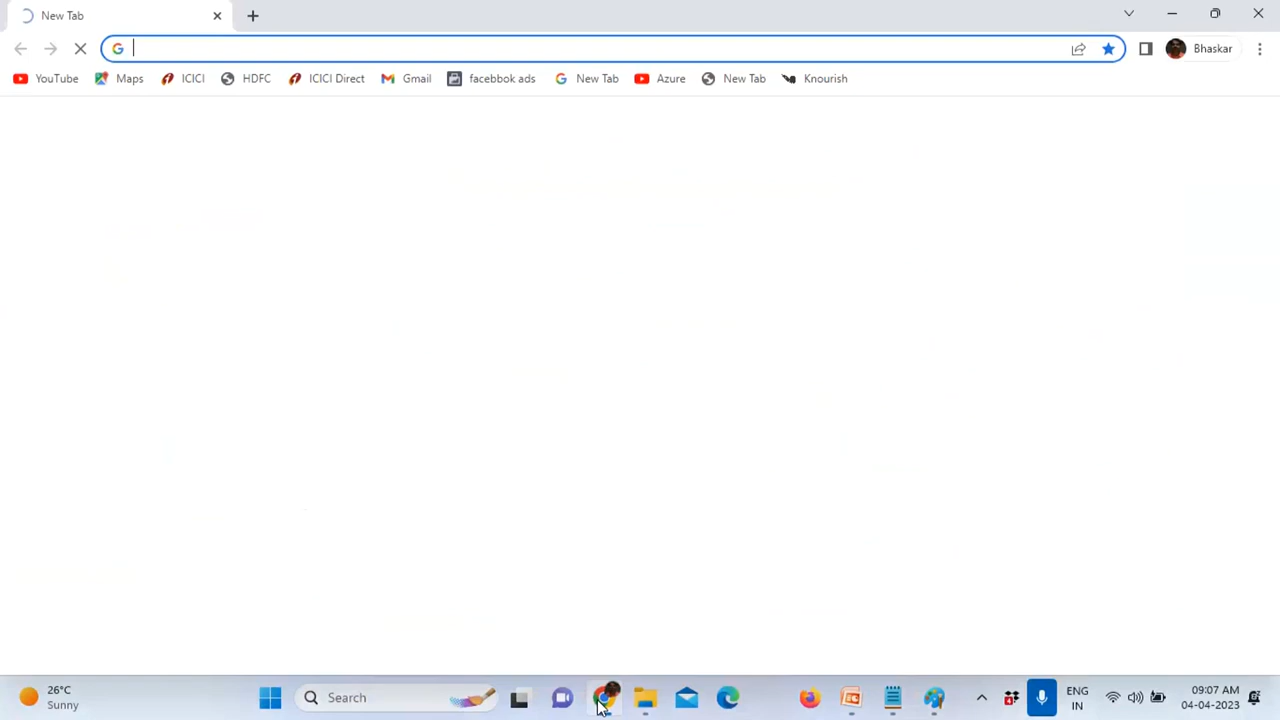 New Tab
Bhaskar
YouTube Maps ICICI HDFC ICICI Direct Gmail facebbok ads New Tab Azure New Tab Knourish
26°C
Sunny
Search
ENG
IN
09:07 AM
04-04-2023